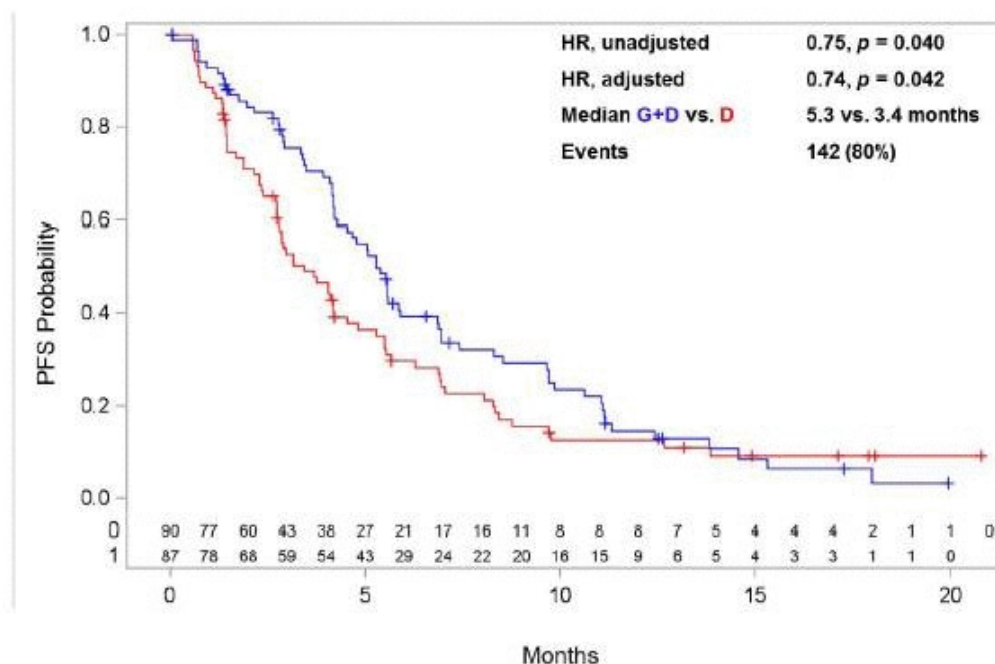 1.0
0.8
0.6
0.4
0.2
0.0
PFS Probability
HR, unadjusted 0.75, p = 0.040
HR, adjusted 0.74, p = 0.042
Median G+D vs. D 5.3 vs. 3.4 months
Events 142 (80%)
0 90 77 60 43 38 27 21 17 16 11 8 8 8 7 5 4 4 4 2 1 1 0
1 87 78 68 59 54 43 29 24 22 20 16 15 9 6 5 4 3 3 1 1 0
0 5 10 15 20
Months